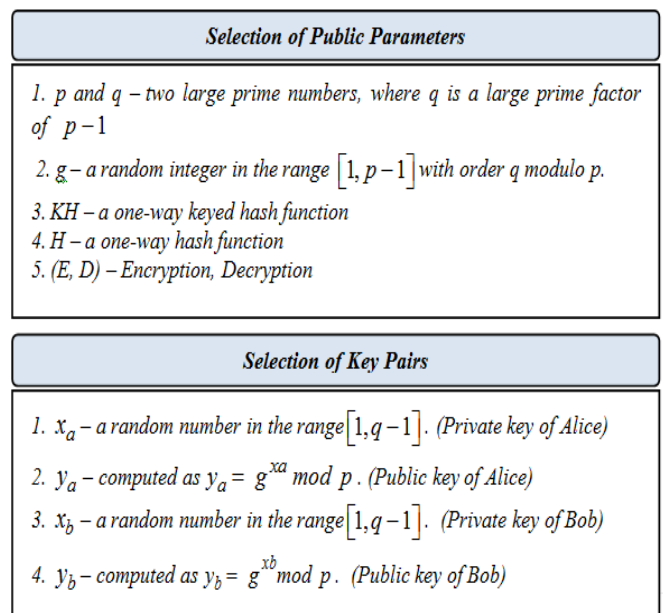 Selection of Public Parameters
1. p and q – two large prime numbers, where q is a large prime factor
of p−1
2. g – a random integer in the range [1, p−1] with order q modulo p.
3. KH – a one-way keyed hash function
4. H – a one-way hash function
5. (E, D) – Encryption, Decryption
Selection of Key Pairs
1. xₐ – a random number in the range [1,q−1]. (Private key of Alice)
2. yₐ – computed as yₐ = g^xa mod p. (Public key of Alice)
3. x_b – a random number in the range [1,q−1]. (Private key of Bob)
4. y_b – computed as y_b = g^xb mod p. (Public key of Bob)